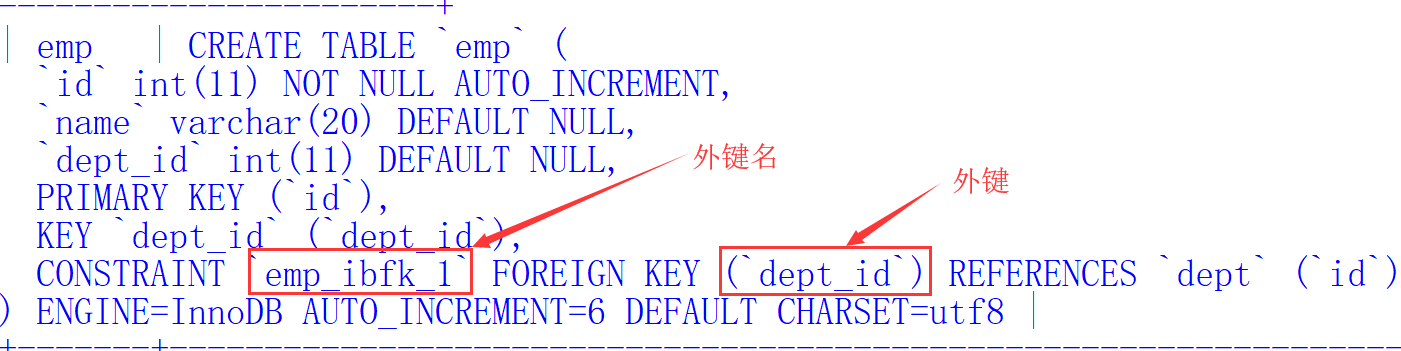 -----------------------+
| emp   | CREATE TABLE `emp` (
  `id` int(11) NOT NULL AUTO_INCREMENT,
  `name` varchar(20) DEFAULT NULL,
  `dept_id` int(11) DEFAULT NULL,
外键名
外键
  PRIMARY KEY (`id`),
  KEY `dept_id` (`dept_id`),
  CONSTRAINT `emp_ibfk_1` FOREIGN KEY (`dept_id`) REFERENCES `dept` (`id`)
) ENGINE=InnoDB AUTO_INCREMENT=6 DEFAULT CHARSET=utf8 |
+-------+-----------------------------------------------------------------